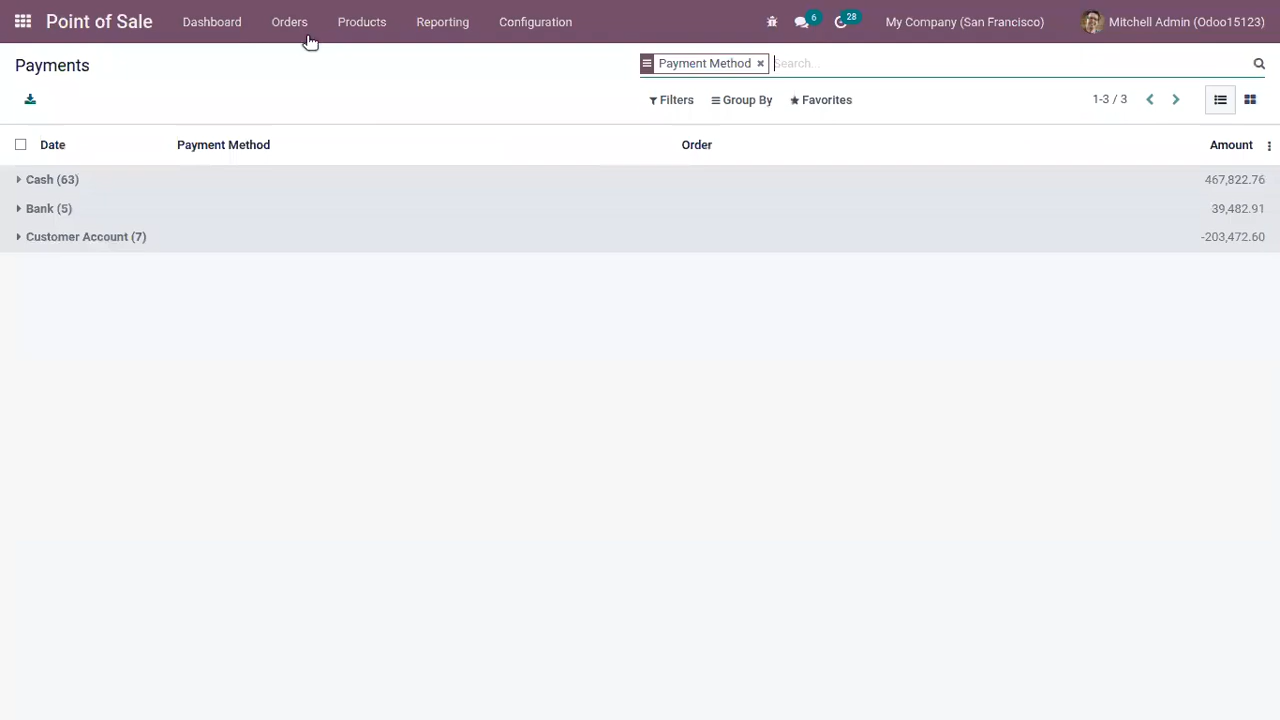 Point of Sale Dashboard Orders Products Reporting Configuration 6 28 My Company (San Francisco) Mitchell Admin (Odoo15123)
Payments Payment Method × Search...
Filters Group By Favorites 1-3 / 3
Date Payment Method Order Amount
Cash (63) 467,822.76
Bank (5) 39,482.91
Customer Account (7) -203,472.60